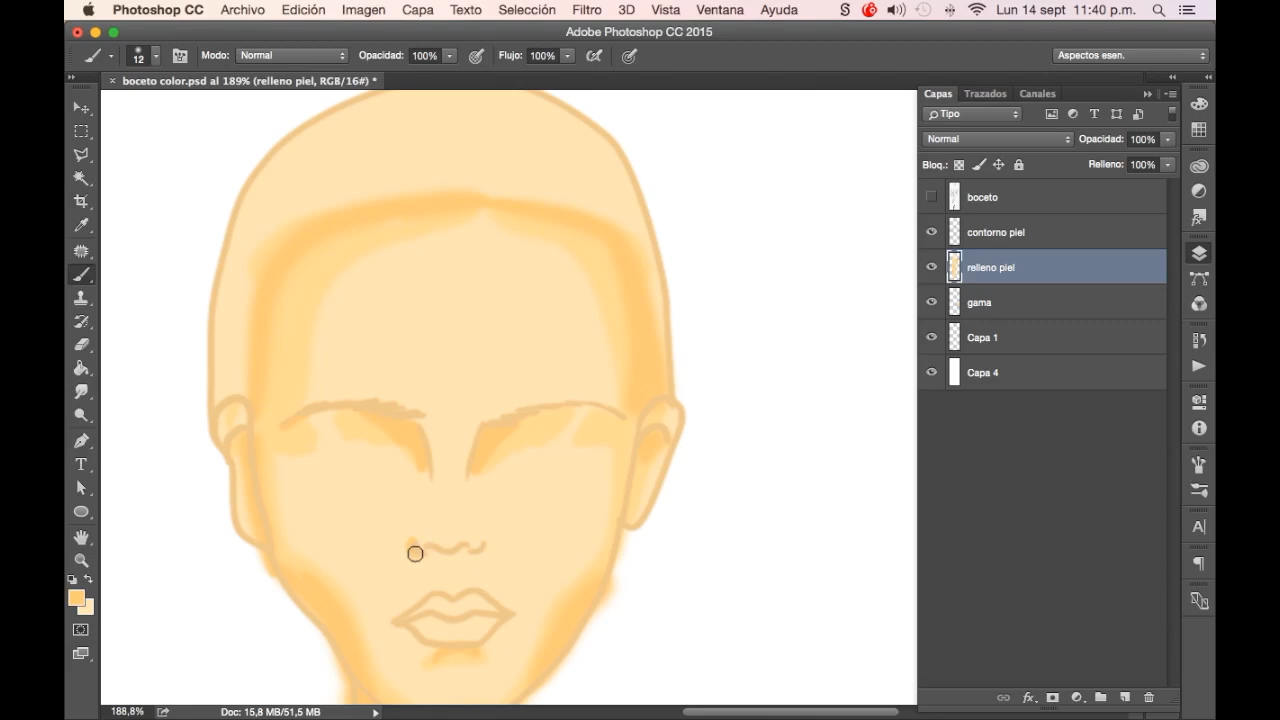 Photoshop CC Archivo Edición Imagen Capa Texto Selección Filtro 3D Vista Ventana Ayuda Lun 14 sept 11:40 p.m.
Adobe Photoshop CC 2015
12 Modo: Normal Opacidad: 100% Flujo: 100% Aspectos esen.
× boceto color.psd al 189% (relleno piel, RGB/16#) *
Capas Trazados Canales
Tipo
Normal Opacidad: 100%
Bloq.: Relleno: 100%
boceto
contorno piel
relleno piel
gama
Capa 1
Capa 4
188,8% Doc: 15,8 MB/51,5 MB